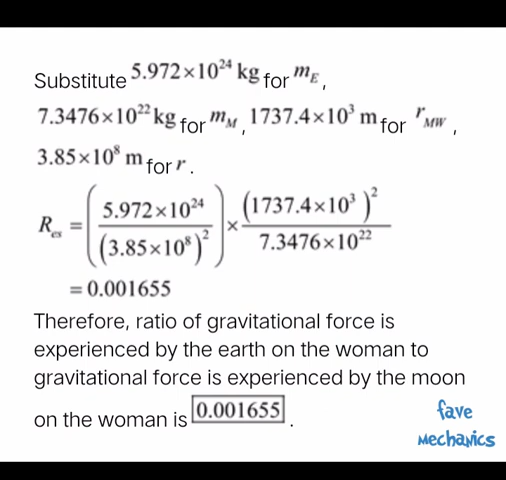 Substitute 5.972×10²⁴ kg for m_E ,
7.3476×10²² kg for m_M , 1737.4×10³ m for r_MW ,
3.85×10⁸ m for r .
R_es = ( 5.972×10²⁴ / (3.85×10⁸)² ) × (1737.4×10³)² / 7.3476×10²²
= 0.001655
Therefore, ratio of gravitational force is
experienced by the earth on the woman to
gravitational force is experienced by the moon
on the woman is 0.001655 .
fave
Mechanics